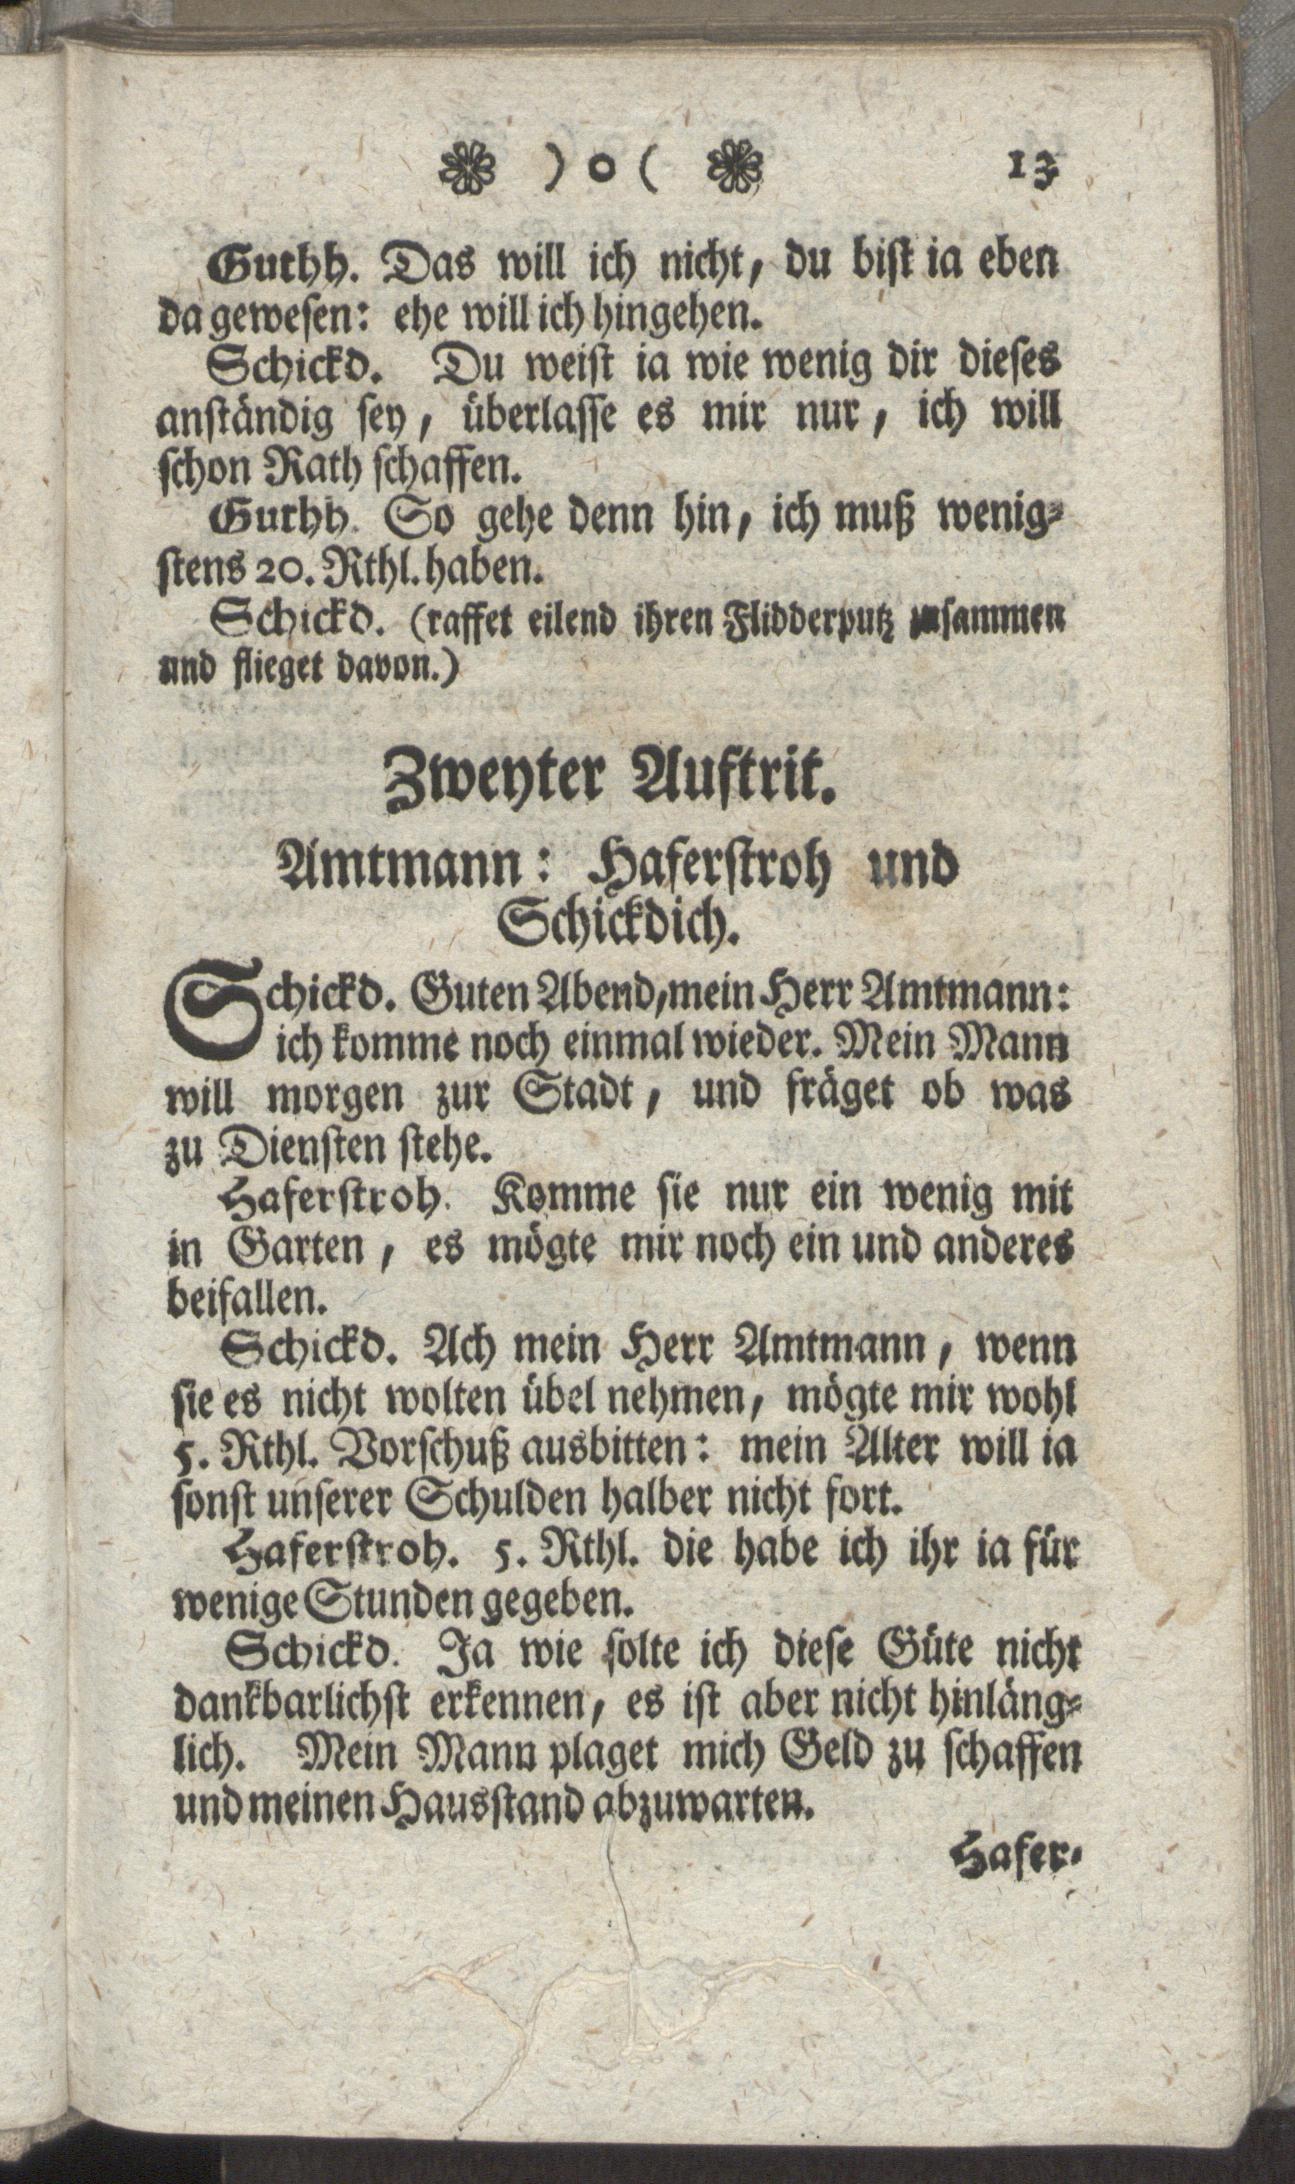 ) o ( 13
Guthh. Das will ich nicht, du bist ia eben
da gewesen: ehe will ich hingehen.
Schickd. Du weist ia wie wenig dir dieses
anständig sey, überlasse es mir nur, ich will
schon Rath schaffen.
Guthh. So gehe denn hin, ich muß wenig-
stens 20. Rthl. haben.
Schickd. (raffet eilend ihren Flidderputz zusammen
und flieget davon.)
Zweyter Auftrit.
Amtmann: Haferstroh und
Schickdich.
Schickd. Guten Abend, mein Herr Amtmann:
ich komme noch einmal wieder. Mein Mann
will morgen zur Stadt, und fräget ob was
zu Diensten stehe.
Haferstroh. Komme sie nur ein wenig mit
in Garten, es mögte mir noch ein und anderes
beifallen.
Schickd. Ach mein Herr Amtmann, wenn
sie es nicht wolten übel nehmen, mögte mir wohl
5. Rthl. Vorschuß ausbitten: mein Alter will ia
sonst unserer Schulden halber nicht fort.
Haferstroh. 5. Rthl. die habe ich ihr ia für
wenige Stunden gegeben.
Schickd. Ja wie solte ich diese Güte nicht
dankbarlichst erkennen, es ist aber nicht hinläng-
lich. Mein Mann plaget mich Geld zu schaffen
und meinen Hausstand abzuwarten.
Hafer-